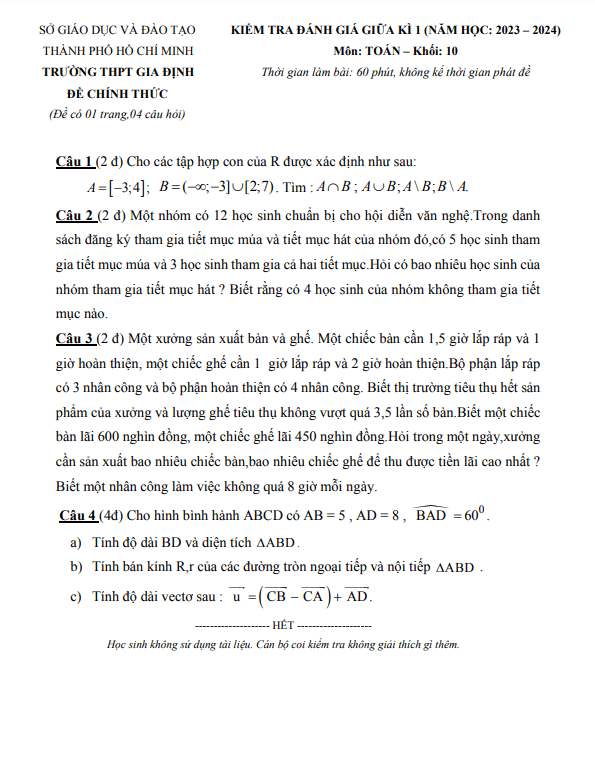 SỞ GIÁO DỤC VÀ ĐÀO TẠO
THÀNH PHỐ HỒ CHÍ MINH
TRƯỜNG THPT GIA ĐỊNH
ĐỀ CHÍNH THỨC
(Đề có 01 trang,04 câu hỏi)
KIỂM TRA ĐÁNH GIÁ GIỮA KÌ 1 (NĂM HỌC: 2023 – 2024)
Môn: TOÁN – Khối: 10
Thời gian làm bài: 60 phút, không kể thời gian phát đề
Câu 1 (2 đ) Cho các tập hợp con của R được xác định như sau:
A=[−3;4]; B=(−∞;−3]∪[2;7). Tìm : A∩B ; A∪B; A\B; B\A.
Câu 2 (2 đ) Một nhóm có 12 học sinh chuẩn bị cho hội diễn văn nghệ.Trong danh
sách đăng ký tham gia tiết mục múa và tiết mục hát của nhóm đó,có 5 học sinh tham
gia tiết mục múa và 3 học sinh tham gia cả hai tiết mục.Hỏi có bao nhiêu học sinh của
nhóm tham gia tiết mục hát ? Biết rằng có 4 học sinh của nhóm không tham gia tiết
mục nào.
Câu 3 (2 đ) Một xưởng sản xuất bàn và ghế. Một chiếc bàn cần 1,5 giờ lắp ráp và 1
giờ hoàn thiện, một chiếc ghế cần 1 giờ lắp ráp và 2 giờ hoàn thiện.Bộ phận lắp ráp
có 3 nhân công và bộ phận hoàn thiện có 4 nhân công. Biết thị trường tiêu thụ hết sản
phẩm của xưởng và lượng ghế tiêu thụ không vượt quá 3,5 lần số bàn.Biết một chiếc
bàn lãi 600 nghìn đồng, một chiếc ghế lãi 450 nghìn đồng.Hỏi trong một ngày,xưởng
cần sản xuất bao nhiêu chiếc bàn,bao nhiêu chiếc ghế để thu được tiền lãi cao nhất ?
Biết một nhân công làm việc không quá 8 giờ mỗi ngày.
Câu 4 (4đ) Cho hình bình hành ABCD có AB = 5 , AD = 8 , \widehat{BAD} = 60⁰ .
a) Tính độ dài BD và diện tích ΔABD .
b) Tính bán kính R,r của các đường tròn ngoại tiếp và nội tiếp ΔABD .
c) Tính độ dài vectơ sau : \overrightarrow{u} = (\overrightarrow{CB} − \overrightarrow{CA}) + \overrightarrow{AD}.
-------------------- HẾT --------------------
Học sinh không sử dụng tài liệu. Cán bộ coi kiểm tra không giải thích gì thêm.